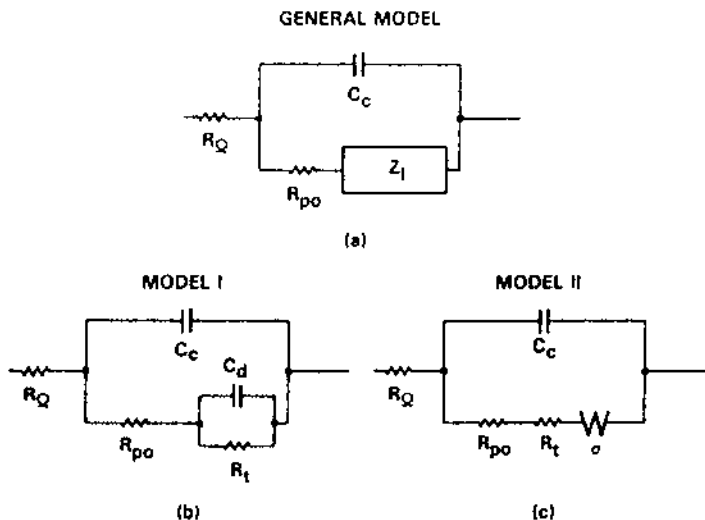 GENERAL MODEL
C_c
R_Ω
R_po
Z_I
(a)
MODEL I
MODEL II
C_c
C_d
R_Ω
R_po
R_t
(b)
C_c
R_Ω
R_po
R_t
σ
(c)